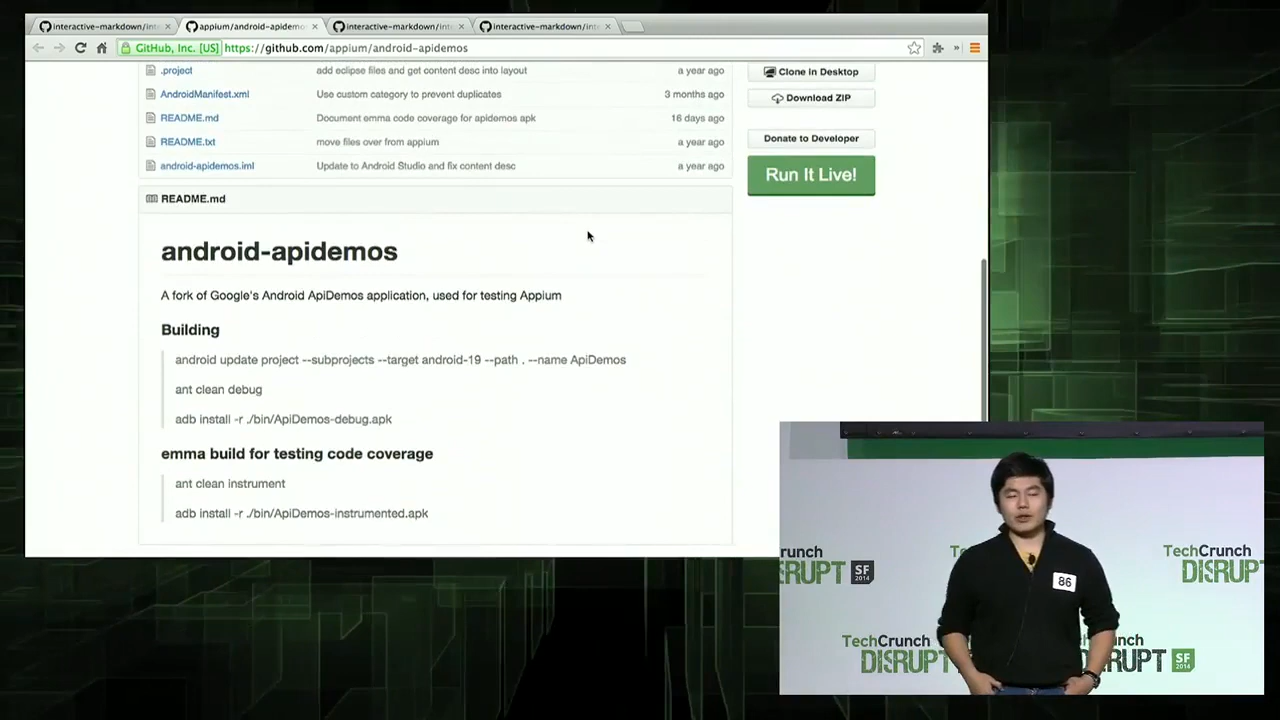 interactive-markdown/int
appium/android-apidemos
interactive-markdown/int
interactive-markdown/int
GitHub, Inc. [US] https://github.com/appium/android-apidemos
.project add eclipse files and get content desc into layout a year ago
AndroidManifest.xml Use custom category to prevent duplicates 3 months ago
README.md Document emma code coverage for apidemos apk 16 days ago
README.txt move files over from appium a year ago
android-apidemos.iml Update to Android Studio and fix content desc a year ago
Clone in Desktop
Download ZIP
Donate to Developer
Run It Live!
README.md
android-apidemos
A fork of Google's Android ApiDemos application, used for testing Appium
Building
android update project --subprojects --target android-19 --path . --name ApiDemos
ant clean debug
adb install -r ./bin/ApiDemos-debug.apk
emma build for testing code coverage
ant clean instrument
adb install -r ./bin/ApiDemos-instrumented.apk
runch
SRUPT SF 2014
Te
D
TechCrunch
DISRUPT
86
TechCrunch
DISRUPT
unch
RUPT SF 2014